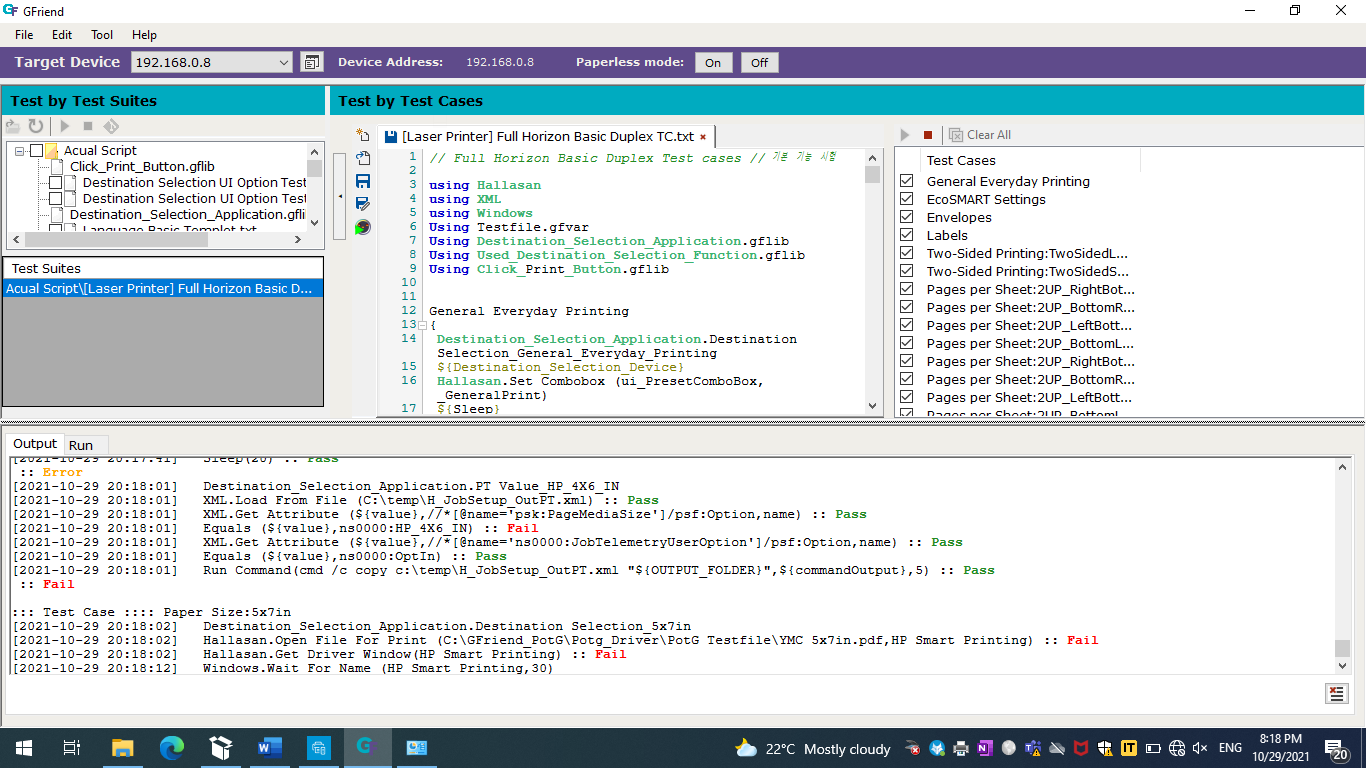 GFriend
File Edit Tool Help
Target Device 192.168.0.8 Device Address: 192.168.0.8 Paperless mode: On Off
Test by Test Suites
Test by Test Cases
Acual Script
Click_Print_Button.gflib
Destination Selection UI Option Test
Destination Selection UI Option Test
Destination_Selection_Application.gfli
Language Basic Templet.txt
Test Suites
Acual Script\[Laser Printer] Full Horizon Basic D...
[Laser Printer] Full Horizon Basic Duplex TC.txt
1 // Full Horizon Basic Duplex Test cases // 기본 기능 시험
2
3 using Hallasan
4 using XML
5 using Windows
6 Using Testfile.gfvar
7 Using Destination_Selection_Application.gflib
8 Using Used_Destination_Selection_Function.gflib
9 Using Click_Print_Button.gflib
10
11
12 General Everyday Printing
13 {
14 Destination_Selection_Application.Destination
Selection_General_Everyday_Printing
15 ${Destination_Selection_Device}
16 Hallasan.Set Combobox (ui_PresetComboBox,
_GeneralPrint)
17 ${Sleep}
Clear All
Test Cases
General Everyday Printing
EcoSMART Settings
Envelopes
Labels
Two-Sided Printing:TwoSidedL...
Two-Sided Printing:TwoSidedS...
Pages per Sheet:2UP_RightBot...
Pages per Sheet:2UP_BottomR...
Pages per Sheet:2UP_LeftBott...
Pages per Sheet:2UP_BottomL...
Pages per Sheet:2UP_RightBot...
Pages per Sheet:2UP_BottomR...
Pages per Sheet:2UP_LeftBott...
Pages per Sheet:2UP_BottomL...
Output Run
[2021-10-29 20:17:41] Sleep(20) :: Pass
:: Error
[2021-10-29 20:18:01] Destination_Selection_Application.PT Value_HP_4X6_IN
[2021-10-29 20:18:01] XML.Load From File (C:\temp\H_JobSetup_OutPT.xml) :: Pass
[2021-10-29 20:18:01] XML.Get Attribute (${value},//*[@name='psk:PageMediaSize']/psf:Option,name) :: Pass
[2021-10-29 20:18:01] Equals (${value},ns0000:HP_4X6_IN) :: Fail
[2021-10-29 20:18:01] XML.Get Attribute (${value},//*[@name='ns0000:JobTelemetryUserOption']/psf:Option,name) :: Pass
[2021-10-29 20:18:01] Equals (${value},ns0000:OptIn) :: Pass
[2021-10-29 20:18:01] Run Command(cmd /c copy c:\temp\H_JobSetup_OutPT.xml "${OUTPUT_FOLDER}",${commandOutput},5) :: Pass
:: Fail
::: Test Case :::: Paper Size:5x7in
[2021-10-29 20:18:02] Destination_Selection_Application.Destination Selection_5x7in
[2021-10-29 20:18:02] Hallasan.Open File For Print (C:\GFriend_PotG\Potg_Driver\PotG Testfile\YMC 5x7in.pdf,HP Smart Printing) :: Fail
[2021-10-29 20:18:02] Hallasan.Get Driver Window(HP Smart Printing) :: Fail
[2021-10-29 20:18:12] Windows.Wait For Name (HP Smart Printing,30)
22°C Mostly cloudy ENG 8:18 PM
10/29/2021
20